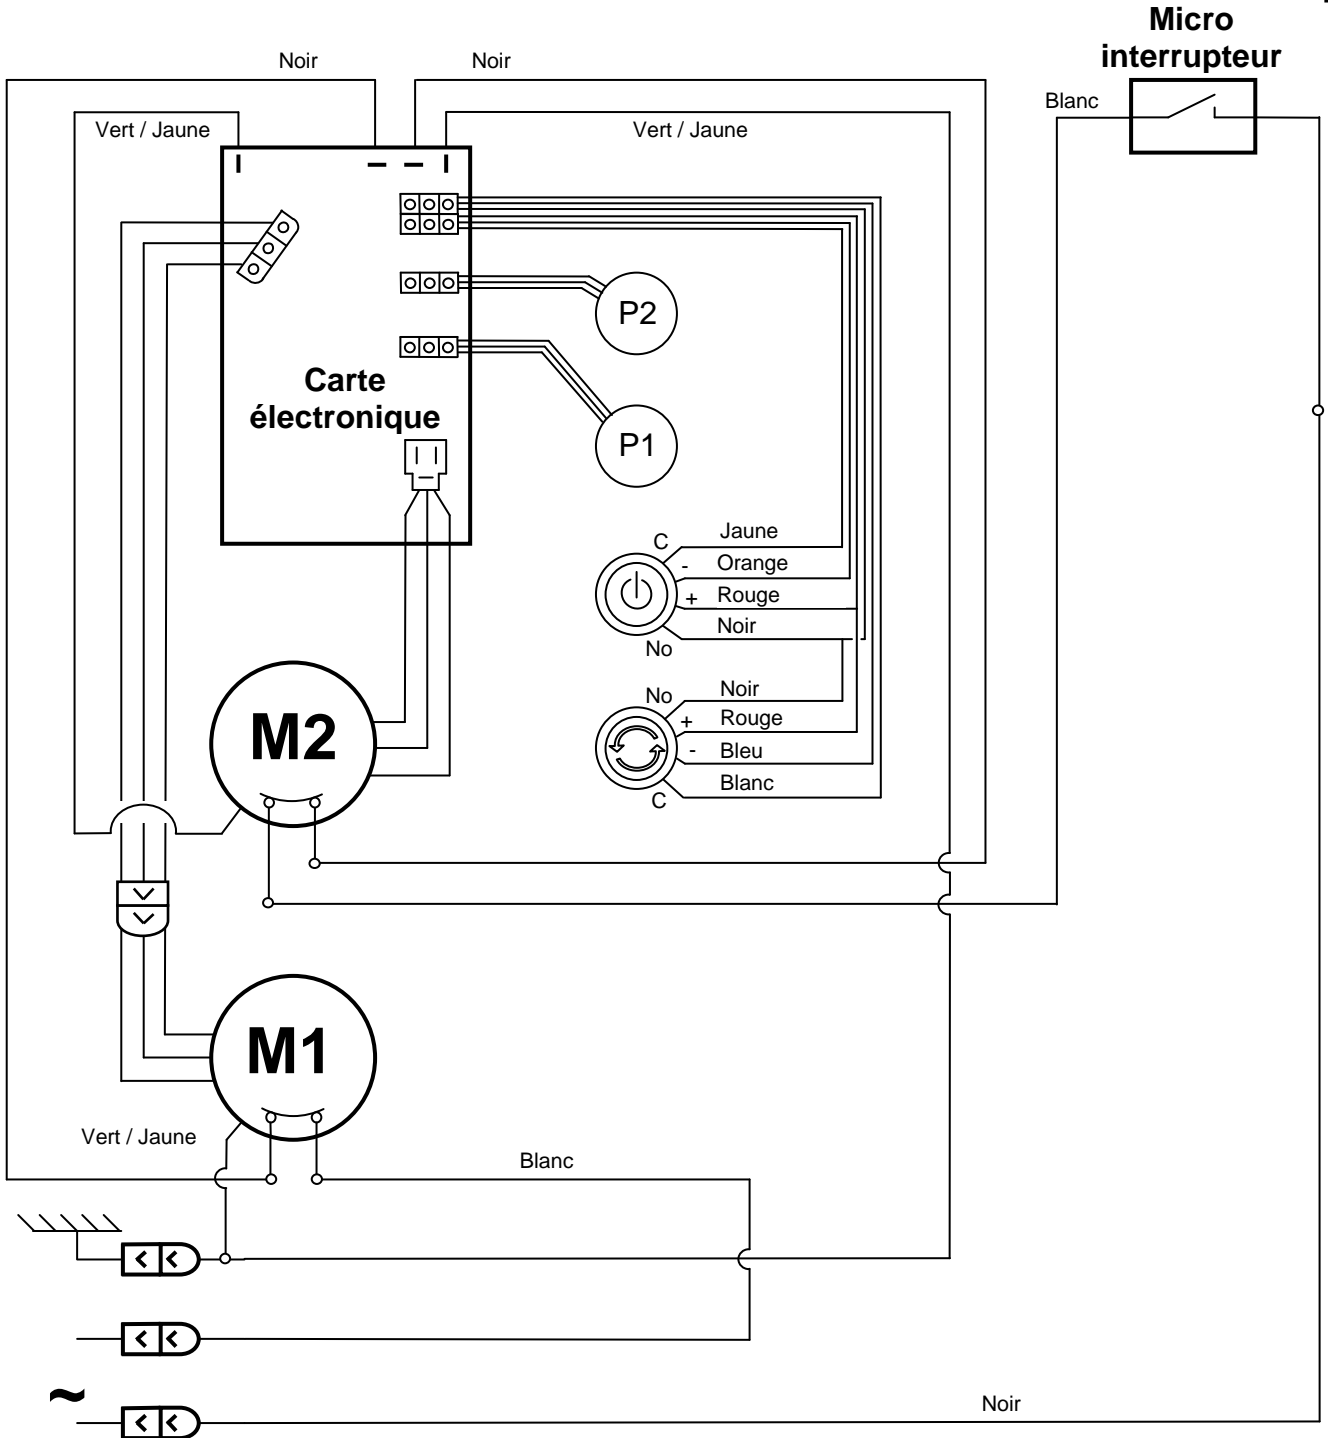 Micro
interrupteur
Noir
Noir
Blanc
Vert / Jaune
Vert / Jaune
P2
Carte
électronique
P1
C
Jaune
-
Orange
+
Rouge
Noir
No
No
Noir
+
Rouge
-
Bleu
Blanc
C
M2
M1
Vert / Jaune
Blanc
~
Noir